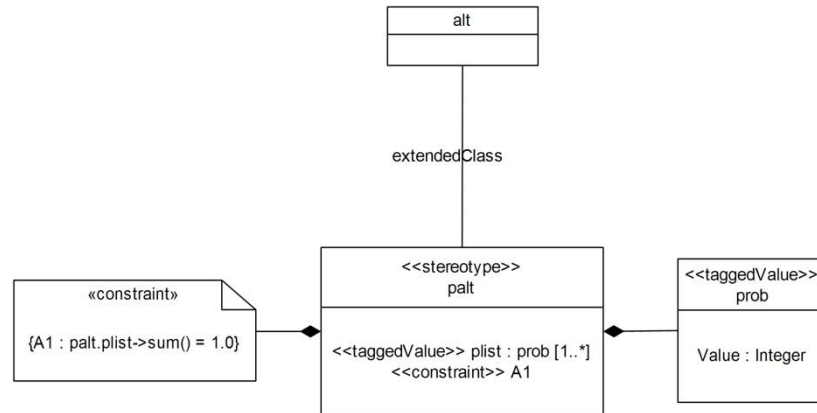 alt
extendedClass
<<stereotype>>
palt
«constraint»
{A1 : palt.plist->sum() = 1.0}
<<taggedValue>> plist : prob [1..*]
<<constraint>> A1
<<taggedValue>>
prob
Value : Integer